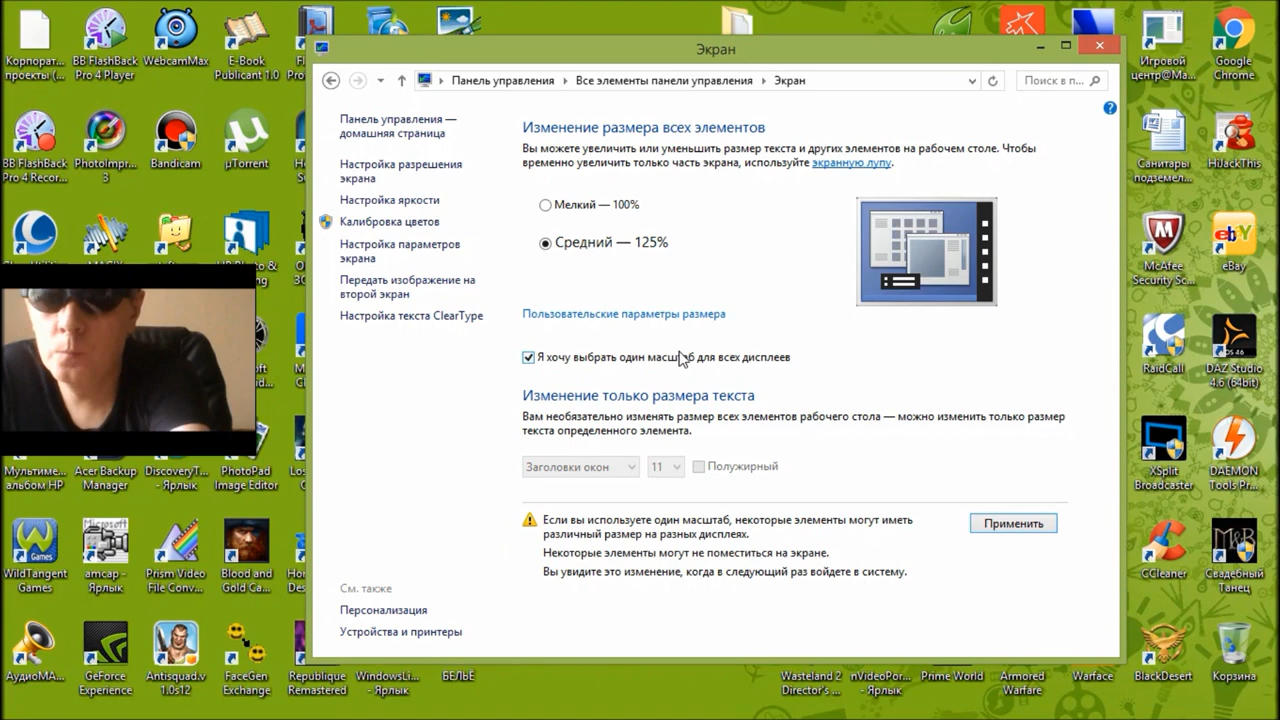 Экран
Панель управления
Все элементы панели управления
Экран
Поиск в п...
Панель управления —
домашняя страница
Настройка разрешения
экрана
Настройка яркости
Калибровка цветов
Настройка параметров
экрана
Передать изображение на
второй экран
Настройка текста ClearType
См. также
Персонализация
Устройства и принтеры
Изменение размера всех элементов
Вы можете увеличить или уменьшить размер текста и других элементов на рабочем столе. Чтобы
временно увеличить только часть экрана, используйте экранную лупу.
Мелкий — 100%
Средний — 125%
Пользовательские параметры размера
Я хочу выбрать один масштаб для всех дисплеев
Изменение только размера текста
Вам необязательно изменять размер всех элементов рабочего стола — можно изменить только размер
текста определенного элемента.
Заголовки окон
11
Полужирный
Если вы используете один масштаб, некоторые элементы могут иметь
различный размер на разных дисплеях.
Некоторые элементы могут не поместиться на экране.
Вы увидите это изменение, когда в следующий раз войдете в систему.
Применить
Корпорат...
проекты (...
BB FlashBack
Pro 4 Player
WebcamMax
E-Book
Publicant 1.0
BB FlashBack
Pro 4 Recor...
PhotoImpr...
3
Bandicam
µTorrent
Мультиме...
альбом HP
Acer Backup
Manager
DiscoveryT...
- Ярлык
PhotoPad
Image Editor
WildTangent
Games
amcap -
Ярлык
Prism Video
File Conv...
Blood and
Gold Ca...
АудиоМА...
GeForce
Experience
Antisquad.v
1.0s12
FaceGen
Exchange
Republique
Remastered
WindowsLi...
- Ярлык
БЕЛЬЁ
Wasteland 2
Director's ...
nVideoPor...
- Ярлык
Prime World
Armored
Warfare
Warface
BlackDesert
Корзина
Игровой
центр@Ma...
Google
Chrome
Санитары
подземел...
HiJackThis
McAfee
Security Sc...
eBay
RaidCall
DAZ Studio
4.6 (64bit)
XSplit
Broadcaster
DAEMON
Tools Pr...
CCleaner
Свадебный
Танец